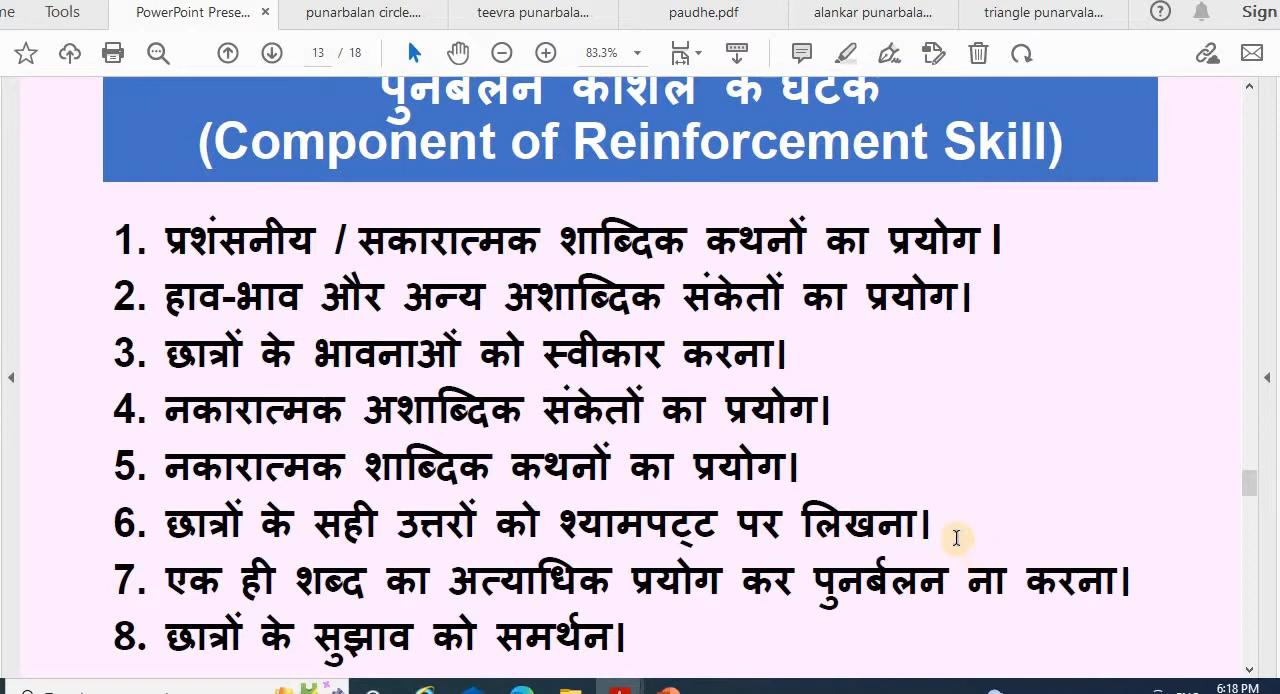 Tools
PowerPoint Prese... × punarbalan circle.... teevra punarbala... paudhe.pdf alankar punarbala... triangle punarvala... Sign
13 / 18 83.3%
पुनर्बलन कौशल के घटक
(Component of Reinforcement Skill)
1. प्रशंसनीय / सकारात्मक शाब्दिक कथनों का प्रयोग I
2. हाव-भाव और अन्य अशाब्दिक संकेतों का प्रयोग।
3. छात्रों के भावनाओं को स्वीकार करना।
4. नकारात्मक अशाब्दिक संकेतों का प्रयोग।
5. नकारात्मक शाब्दिक कथनों का प्रयोग।
6. छात्रों के सही उत्तरों को श्यामपट्ट पर लिखना।
7. एक ही शब्द का अत्याधिक प्रयोग कर पुनर्बलन ना करना।
8. छात्रों के सुझाव को समर्थन।
6:18 PM